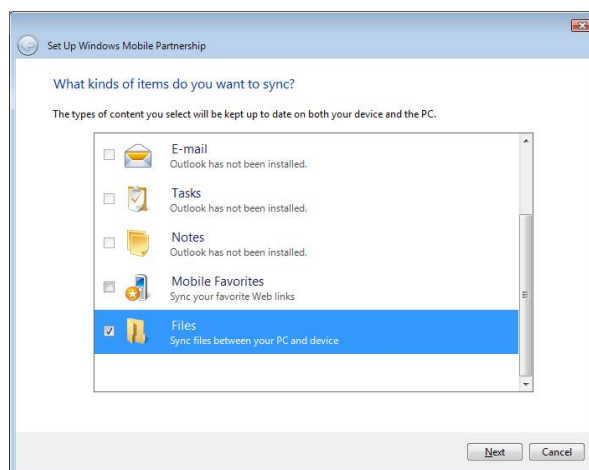 Set Up Windows Mobile Partnership
What kinds of items do you want to sync?
The types of content you select will be kept up to date on both your device and the PC.
E-mail
Outlook has not been installed.
Tasks
Outlook has not been installed.
Notes
Outlook has not been installed.
Mobile Favorites
Sync your favorite Web links
Files
Sync files between your PC and device
Next Cancel